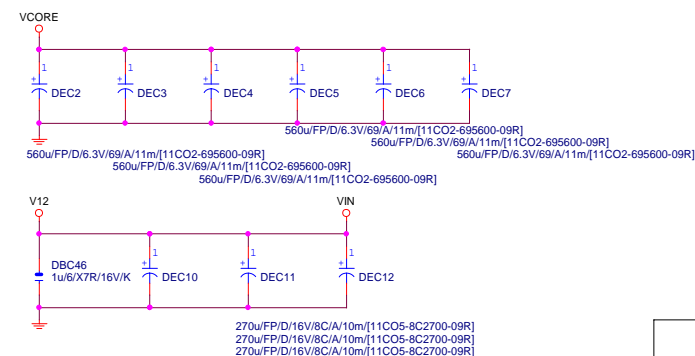 VCORE
1 1 1 1 1 1
+ + + + + +
DEC2 DEC3 DEC4 DEC5 DEC6 DEC7
560u/FP/D/6.3V/69/A/11m/[11CO2-695600-09R]
560u/FP/D/6.3V/69/A/11m/[11CO2-695600-09R]
560u/FP/D/6.3V/69/A/11m/[11CO2-695600-09R]
560u/FP/D/6.3V/69/A/11m/[11CO2-695600-09R]
560u/FP/D/6.3V/69/A/11m/[11CO2-695600-09R]
560u/FP/D/6.3V/69/A/11m/[11CO2-695600-09R]
V12 VIN
1 1 1
+ + +
DBC46
1u/6/X7R/16V/K
DEC10 DEC11 DEC12
270u/FP/D/16V/8C/A/10m/[11CO5-8C2700-09R]
270u/FP/D/16V/8C/A/10m/[11CO5-8C2700-09R]
270u/FP/D/16V/8C/A/10m/[11CO5-8C2700-09R]